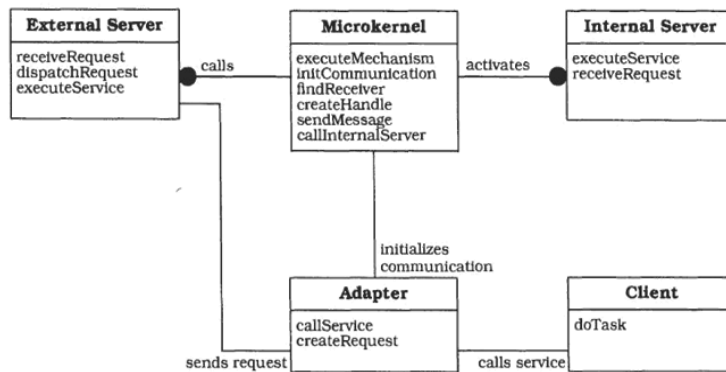 External Server
receiveRequest
dispatchRequest
executeService
calls
Microkernel
executeMechanism
initCommunication
findReceiver
createHandle
sendMessage
callInternalServer
activates
Internal Server
executeService
receiveRequest
initializes
communication
Adapter
callService
createRequest
sends request
calls service
Client
doTask